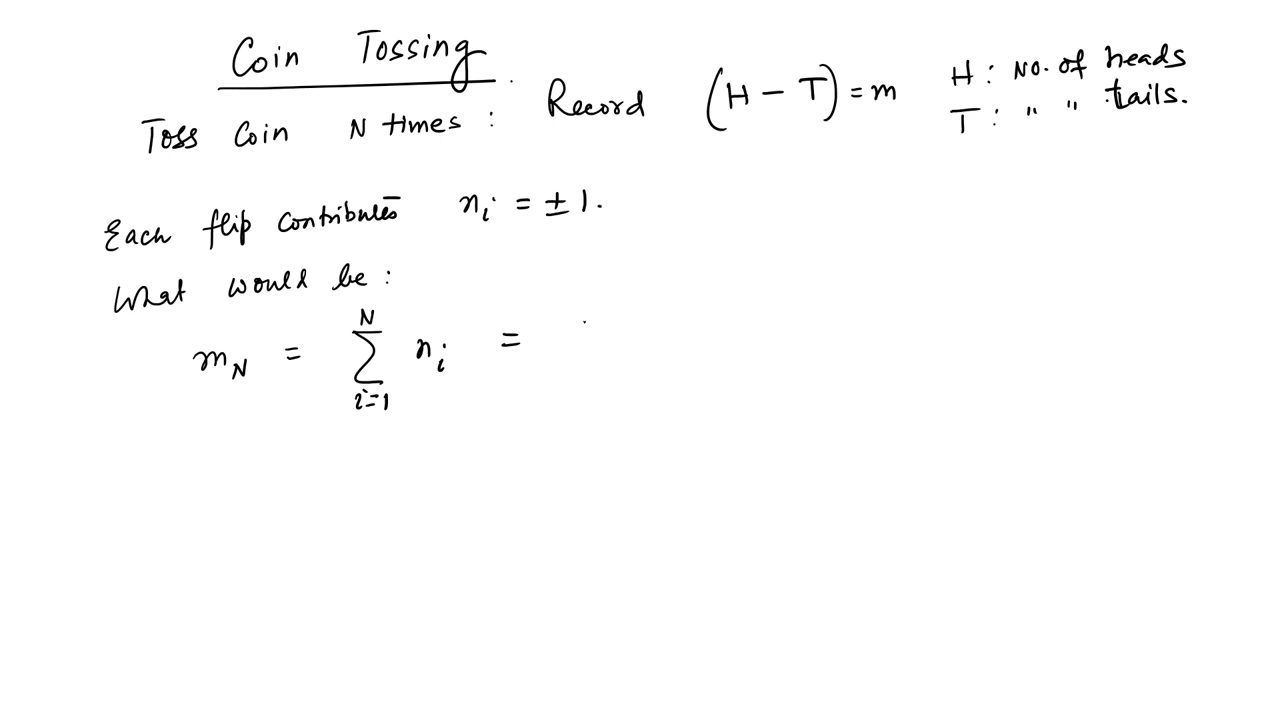 Coin Tossing
Toss Coin N times : Record (H - T) = m H : No. of heads
T : " " tails.
Each flip contributes n_i = ± 1.
What would be :
m_N = \sum_{i=1}^{N} n_i =